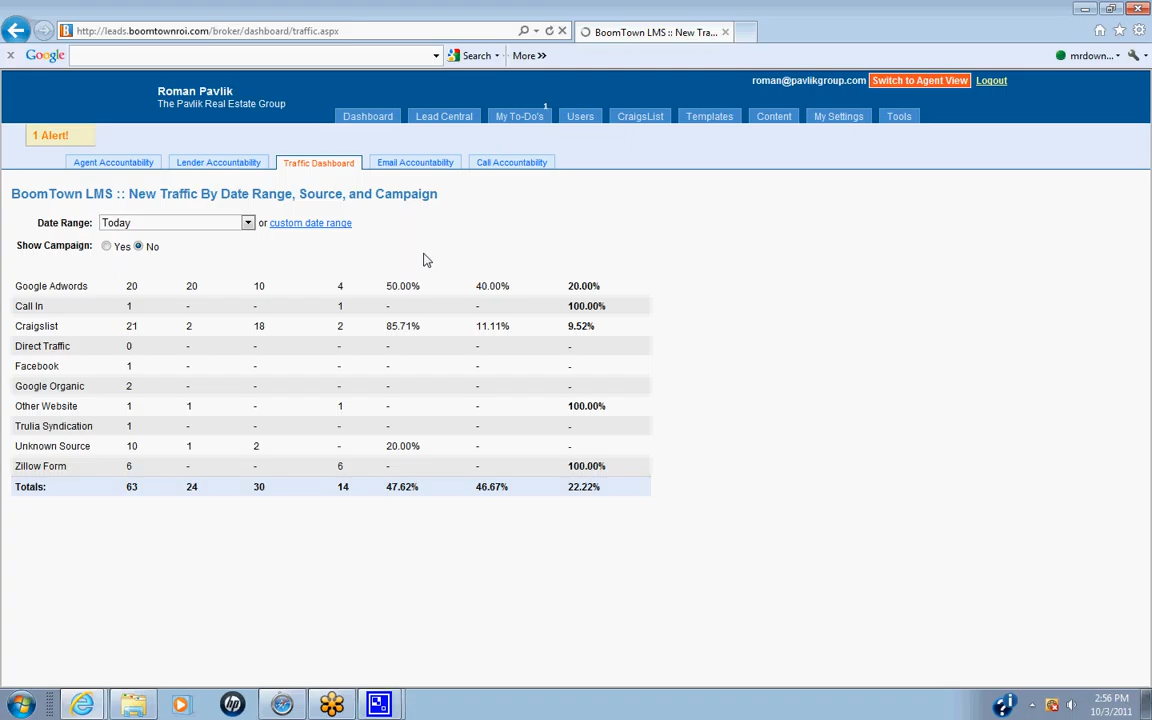 http://leads.boomtownroi.com/broker/dashboard/traffic.aspx
BoomTown LMS :: New Tra...
Google
Search
More »
mrdown...
Roman Pavlik
The Pavlik Real Estate Group
roman@pavlikgroup.com Switch to Agent View Logout
1
Dashboard Lead Central My To-Do's Users CraigsList Templates Content My Settings Tools
1 Alert!
Agent Accountability Lender Accountability Traffic Dashboard Email Accountability Call Accountability
BoomTown LMS :: New Traffic By Date Range, Source, and Campaign
Date Range: Today or custom date range
Show Campaign: Yes No
Google Adwords 20 20 10 4 50.00% 40.00% 20.00%
Call In 1 - - 1 - - 100.00%
Craigslist 21 2 18 2 85.71% 11.11% 9.52%
Direct Traffic 0 - - - - - -
Facebook 1 - - - - - -
Google Organic 2 - - - - - -
Other Website 1 1 - 1 - - 100.00%
Trulia Syndication 1 - - - - - -
Unknown Source 10 1 2 - 20.00% - -
Zillow Form 6 - - 6 - - 100.00%
Totals: 63 24 30 14 47.62% 46.67% 22.22%
hp
2:56 PM
10/3/2011